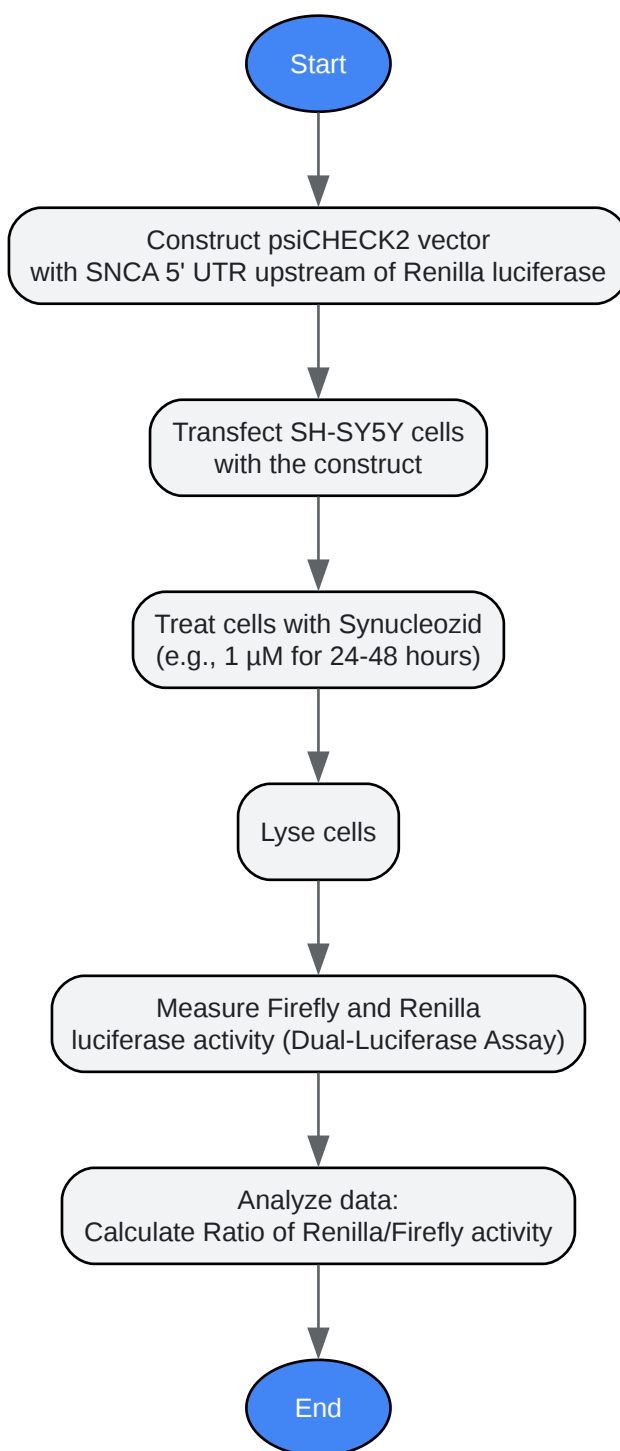 Start
Construct psiCHECK2 vector
with SNCA 5' UTR upstream of Renilla luciferase
Transfect SH-SY5Y cells
with the construct
Treat cells with Synucleozid
(e.g., 1 µM for 24-48 hours)
Lyse cells
Measure Firefly and Renilla
luciferase activity (Dual-Luciferase Assay)
Analyze data:
Calculate Ratio of Renilla/Firefly activity
End